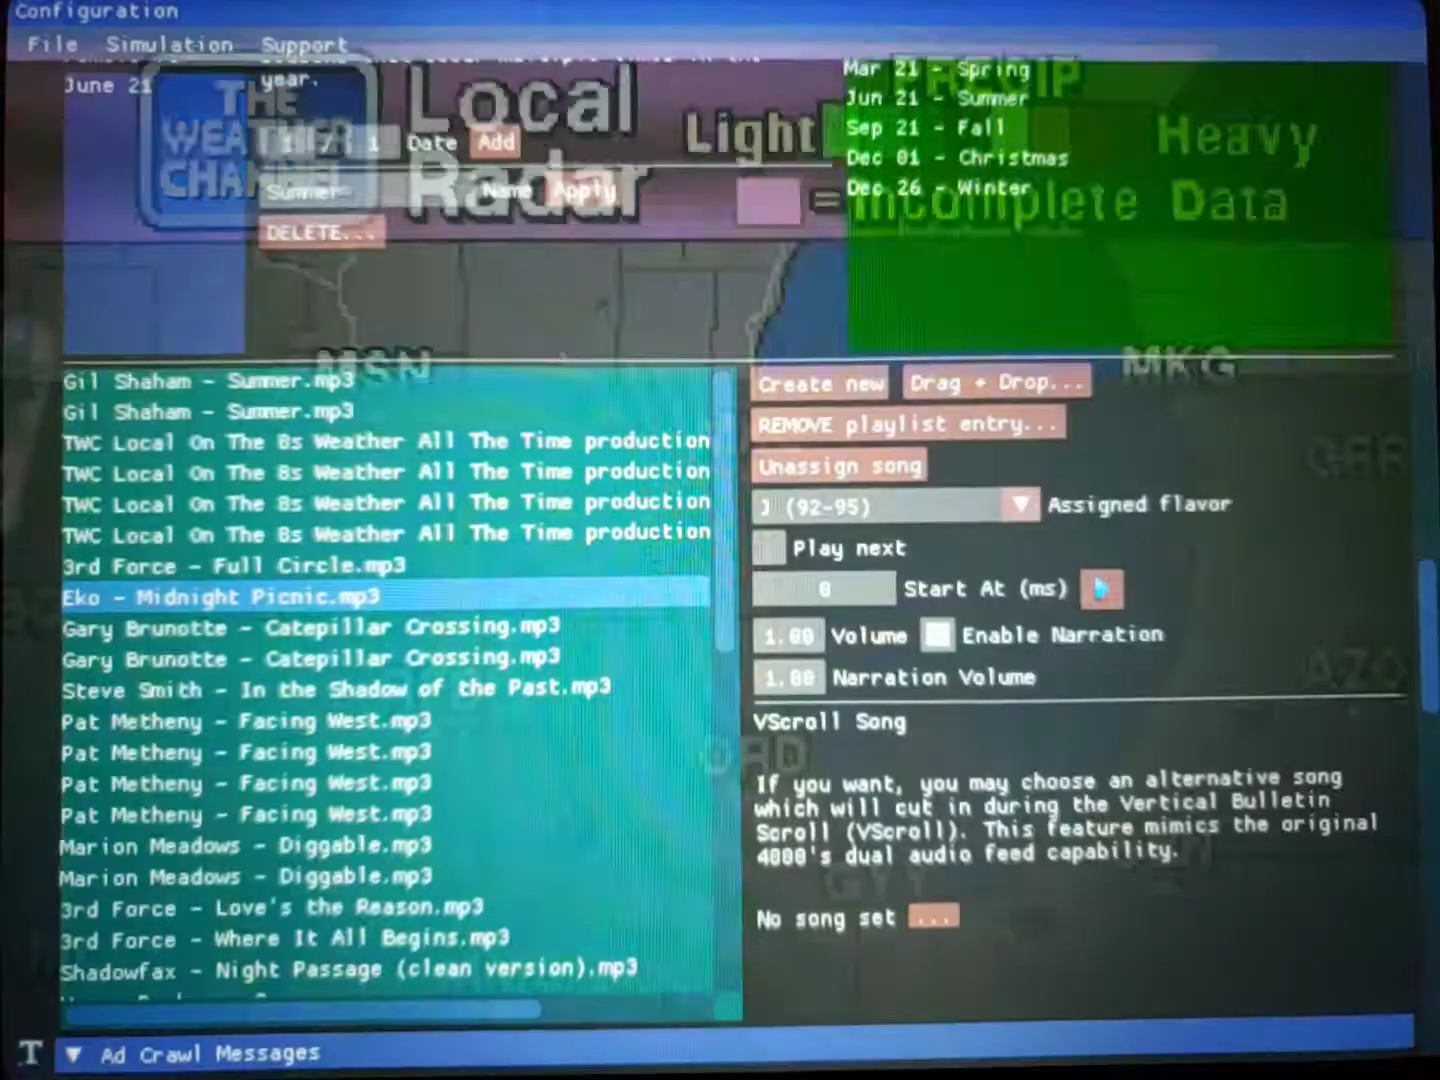 Configuration
File Simulation Support
June 21
year.
1 / 1 Date Add
Summer Name Apply
DELETE...
THE WEATHER CHANNEL
Local Radar
Light Heavy
= Incomplete Data
Mar 21 - Spring
Jun 21 - Summer
Sep 21 - Fall
Dec 01 - Christmas
Dec 26 - Winter
MSN
MKG
Gil Shaham - Summer.mp3
Gil Shaham - Summer.mp3
TWC Local On The 8s Weather All The Time production
TWC Local On The 8s Weather All The Time production
TWC Local On The 8s Weather All The Time production
TWC Local On The 8s Weather All The Time production
3rd Force - Full Circle.mp3
Eko - Midnight Picnic.mp3
Gary Brunotte - Catepillar Crossing.mp3
Gary Brunotte - Catepillar Crossing.mp3
Steve Smith - In the Shadow of the Past.mp3
Pat Metheny - Facing West.mp3
Pat Metheny - Facing West.mp3
Pat Metheny - Facing West.mp3
Pat Metheny - Facing West.mp3
Marion Meadows - Diggable.mp3
Marion Meadows - Diggable.mp3
3rd Force - Love's the Reason.mp3
3rd Force - Where It All Begins.mp3
Shadowfax - Night Passage (clean version).mp3
Create new Drag + Drop...
REMOVE playlist entry...
Unassign song
J (92-95) Assigned flavor
Play next
0 Start At (ms)
1.00 Volume Enable Narration
1.00 Narration Volume
VScroll Song
If you want, you may choose an alternative song
which will cut in during the Vertical Bulletin
Scroll (VScroll). This feature mimics the original
4000's dual audio feed capability.
No song set ...
GRR
AZO
ORD
GYY
T Ad Crawl Messages